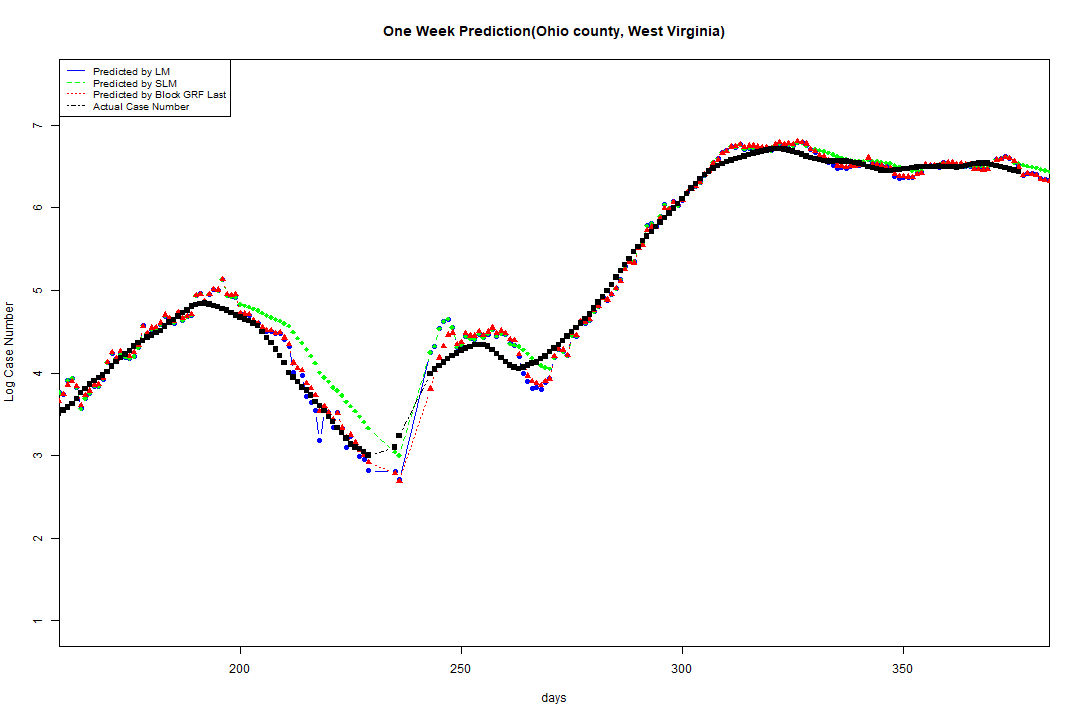 One Week Prediction(Ohio county, West Virginia)
Predicted by LM
Predicted by SLM
Predicted by Block GRF Last
Actual Case Number
7
6
5
4
3
2
1
Log Case Number
200 250 300 350
days